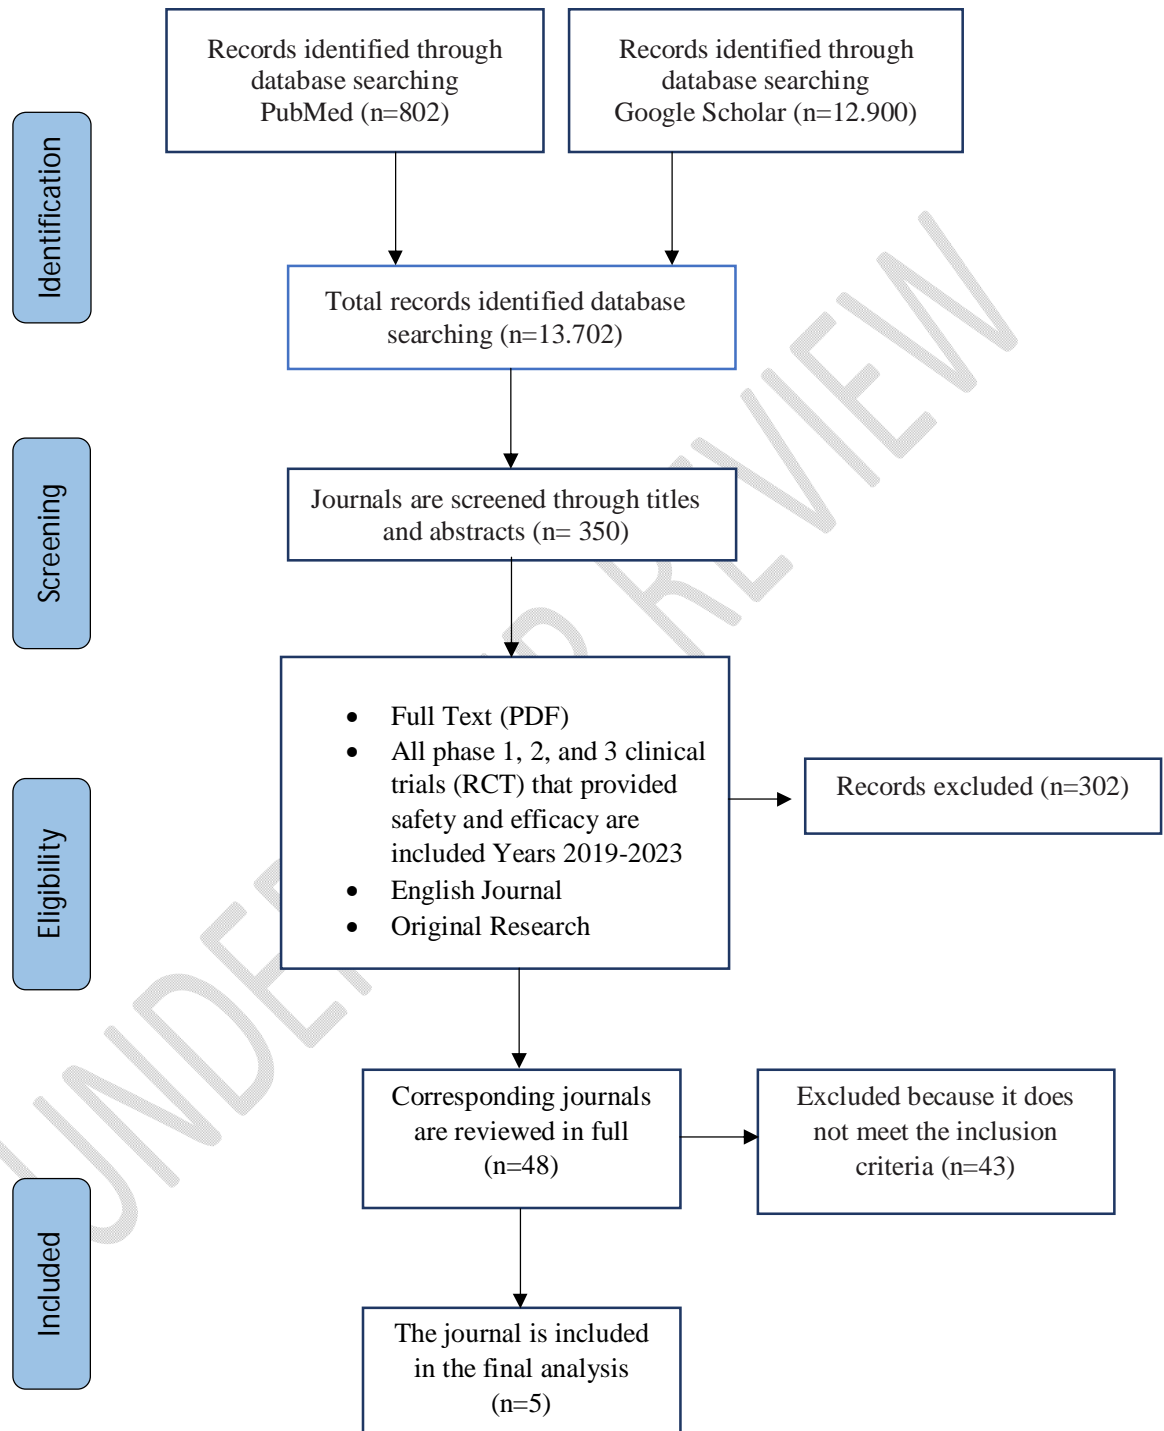 Records identified through
database searching
PubMed (n=802)
Records identified through
database searching
Google Scholar (n=12.900)
Identification
Total records identified database
searching (n=13.702)
Screening
Journals are screened through titles
and abstracts (n= 350)
Eligibility
• Full Text (PDF)
• All phase 1, 2, and 3 clinical
trials (RCT) that provided
safety and efficacy are
included Years 2019-2023
• English Journal
• Original Research
Records excluded (n=302)
Corresponding journals
are reviewed in full
(n=48)
Excluded because it does
not meet the inclusion
criteria (n=43)
Included
The journal is included
in the final analysis
(n=5)